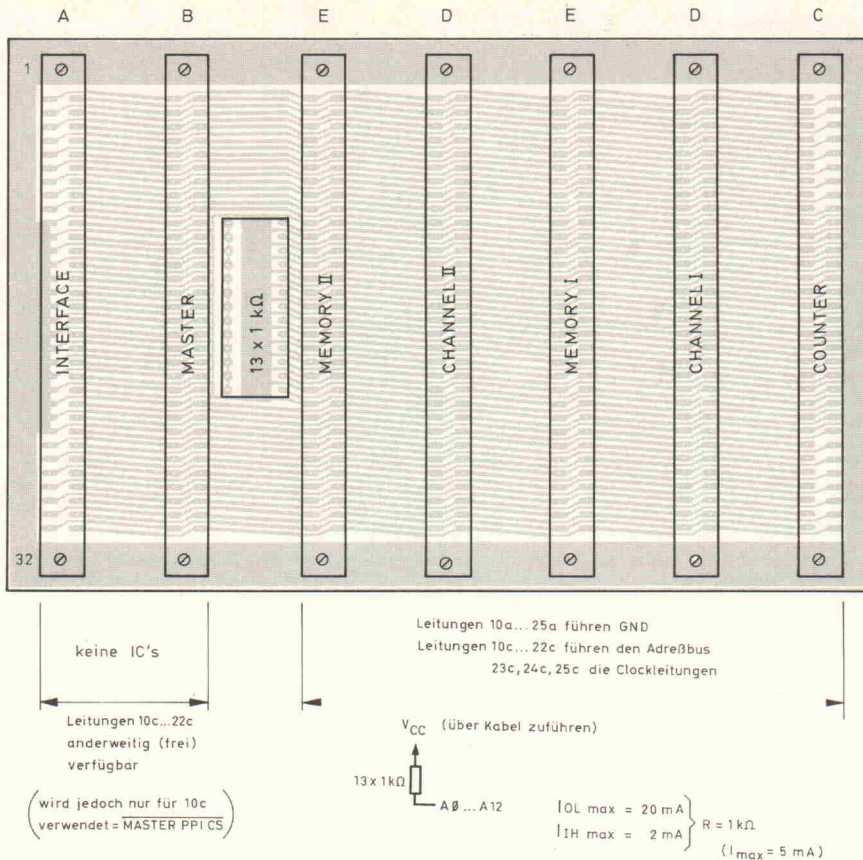 A B E D E D C
1
32
INTERFACE
MASTER
13 x 1 kΩ
MEMORY II
CHANNEL II
MEMORY I
CHANNEL I
COUNTER
keine IC's
Leitungen 10c...22c
anderweitig (frei)
verfügbar
(wird jedoch nur für 10c
verwendet = MASTER PPI CS)
Leitungen 10a...25a führen GND
Leitungen 10c...22c führen den Adreßbus
23c, 24c, 25c die Clockleitungen
VCC (über Kabel zuführen)
13 x 1kΩ
AØ...A12
IOL max = 20 mA
IIH max = 2 mA
R = 1kΩ
(Imax = 5 mA)